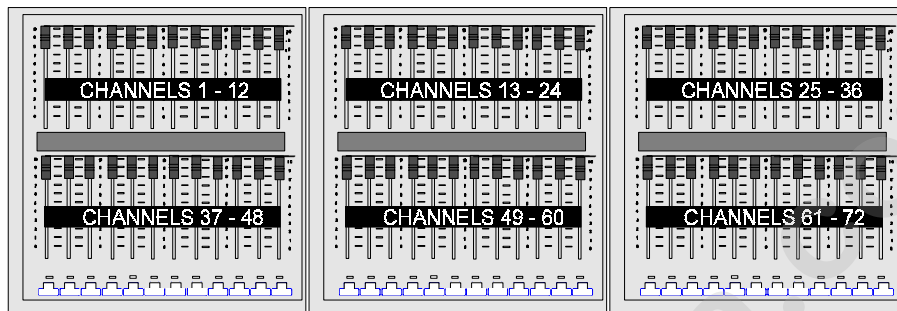 CHANNELS 1 - 12
CHANNELS 13 - 24
CHANNELS 25 - 36
CHANNELS 37 - 48
CHANNELS 49 - 60
CHANNELS 61 - 72